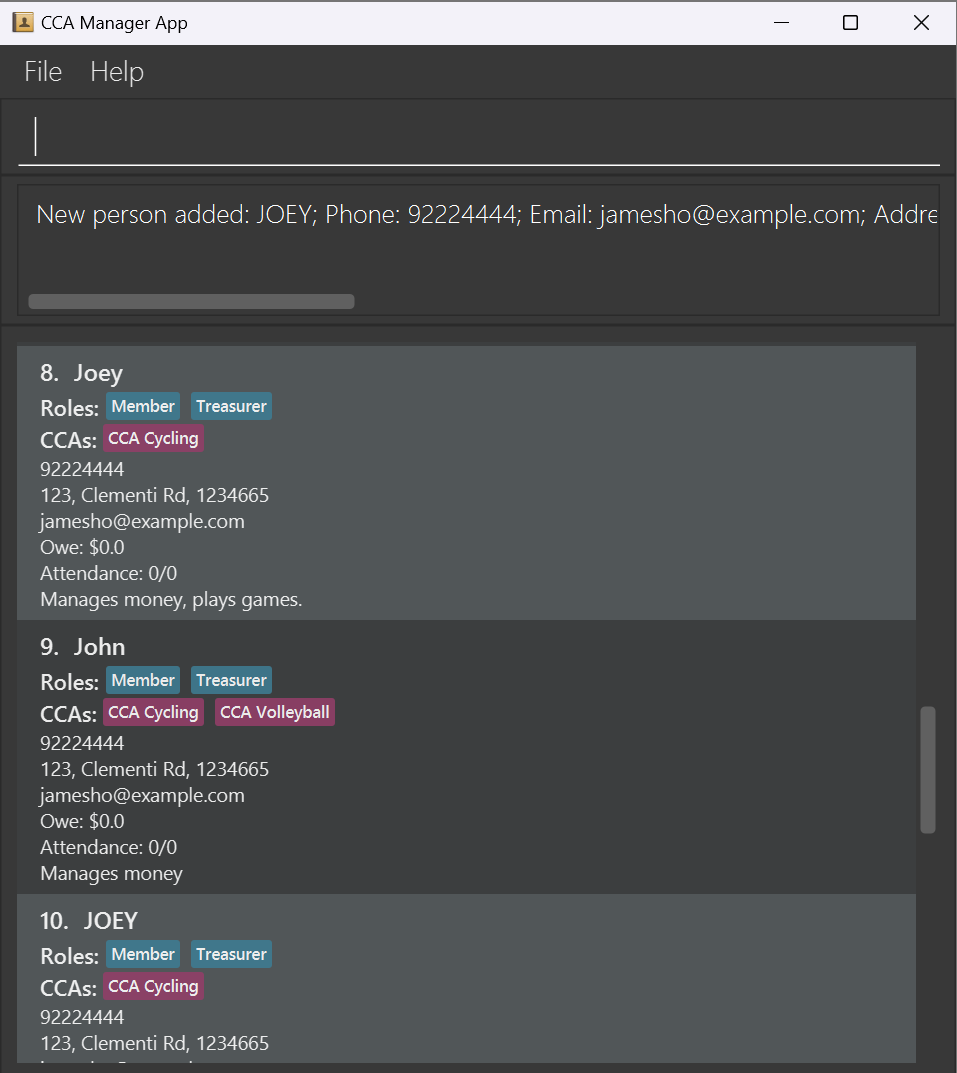 CCA Manager App
File Help
New person added: JOEY; Phone: 92224444; Email: jamesho@example.com; Addre
8. Joey
Roles: Member Treasurer
CCAs: CCA Cycling
92224444
123, Clementi Rd, 1234665
jamesho@example.com
Owe: $0.0
Attendance: 0/0
Manages money, plays games.
9. John
Roles: Member Treasurer
CCAs: CCA Cycling CCA Volleyball
92224444
123, Clementi Rd, 1234665
jamesho@example.com
Owe: $0.0
Attendance: 0/0
Manages money
10. JOEY
Roles: Member Treasurer
CCAs: CCA Cycling
92224444
123, Clementi Rd, 1234665